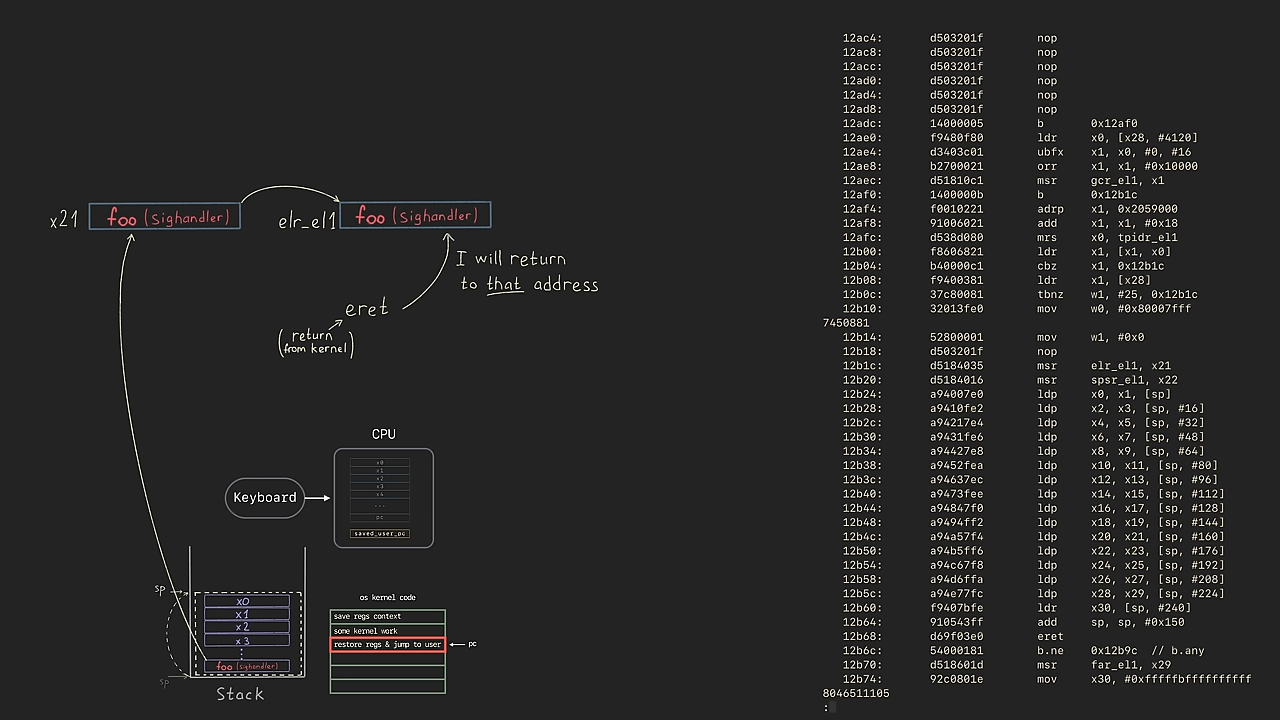 x21
foo (sighandler)
elr_el1
foo (sighandler)
I will return
to that address
eret
(return
from kernel)
CPU
x0
x1
x2
x3
x4
...
pc
saved_user_pc
Keyboard
sp
x0
x1
x2
x3
foo (sighandler)
sp
Stack
os kernel code
save regs context
some kernel work
restore regs & jump to user
pc
12ac4: d503201f nop
12ac8: d503201f nop
12acc: d503201f nop
12ad0: d503201f nop
12ad4: d503201f nop
12ad8: d503201f nop
12adc: 14000005 b 0x12af0
12ae0: f9480f80 ldr x0, [x28, #4120]
12ae4: d3403c01 ubfx x1, x0, #0, #16
12ae8: b2700021 orr x1, x1, #0x10000
12aec: d51810c1 msr gcr_el1, x1
12af0: 1400000b b 0x12b1c
12af4: f0010221 adrp x1, 0x2059000
12af8: 91006021 add x1, x1, #0x18
12afc: d538d080 mrs x0, tpidr_el1
12b00: f8606821 ldr x1, [x1, x0]
12b04: b40000c1 cbz x1, 0x12b1c
12b08: f9400381 ldr x1, [x28]
12b0c: 37c80081 tbnz w1, #25, 0x12b1c
12b10: 32013fe0 mov w0, #0x80007fff
7450881
12b14: 52800001 mov w1, #0x0
12b18: d503201f nop
12b1c: d5184035 msr elr_el1, x21
12b20: d5184016 msr spsr_el1, x22
12b24: a94007e0 ldp x0, x1, [sp]
12b28: a9410fe2 ldp x2, x3, [sp, #16]
12b2c: a94217e4 ldp x4, x5, [sp, #32]
12b30: a9431fe6 ldp x6, x7, [sp, #48]
12b34: a94427e8 ldp x8, x9, [sp, #64]
12b38: a9452fea ldp x10, x11, [sp, #80]
12b3c: a94637ec ldp x12, x13, [sp, #96]
12b40: a9473fee ldp x14, x15, [sp, #112]
12b44: a94847f0 ldp x16, x17, [sp, #128]
12b48: a9494ff2 ldp x18, x19, [sp, #144]
12b4c: a94a57f4 ldp x20, x21, [sp, #160]
12b50: a94b5ff6 ldp x22, x23, [sp, #176]
12b54: a94c67f8 ldp x24, x25, [sp, #192]
12b58: a94d6ffa ldp x26, x27, [sp, #208]
12b5c: a94e77fc ldp x28, x29, [sp, #224]
12b60: f9407bfe ldr x30, [sp, #240]
12b64: 910543ff add sp, sp, #0x150
12b68: d69f03e0 eret
12b6c: 54000181 b.ne 0x12b9c // b.any
12b70: d518601d msr far_el1, x29
12b74: 92c0801e mov x30, #0xfffffbffffffffff
8046511105
: